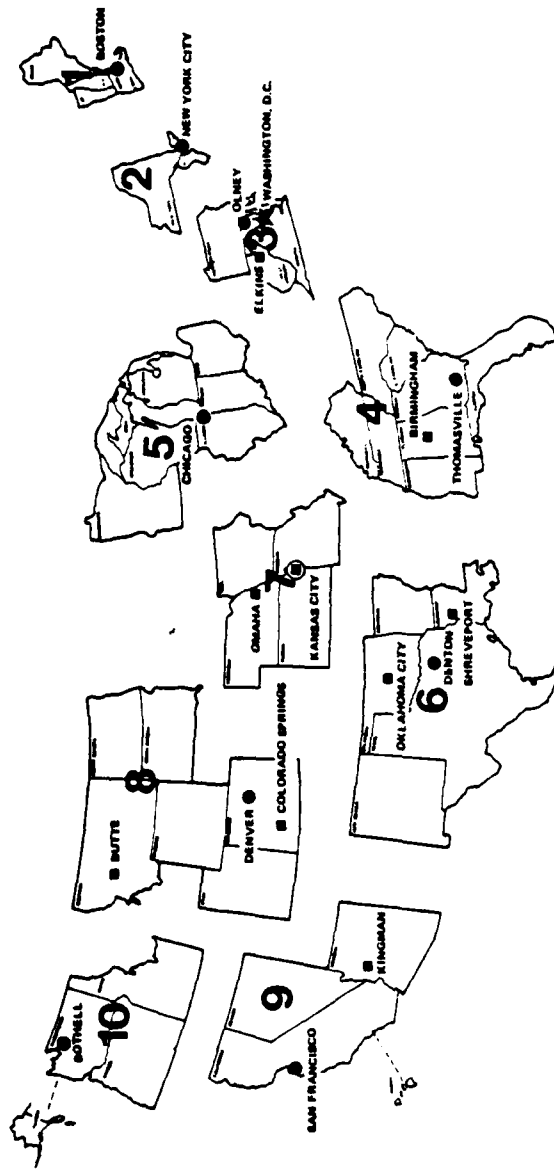 1
BOSTON
2
NEW YORK CITY
OLNEY
3
WASHINGTON, D.C.
ELKINS
5
CHICAGO
4
BIRMINGHAM
THOMASVILLE
7
OMAHA
KANSAS CITY
OKLAHOMA CITY
6
DENTON
SHREVEPORT
8
BUTTE
DENVER
COLORADO SPRINGS
10
BOTHELL
9
SAN FRANCISCO
KINGMAN